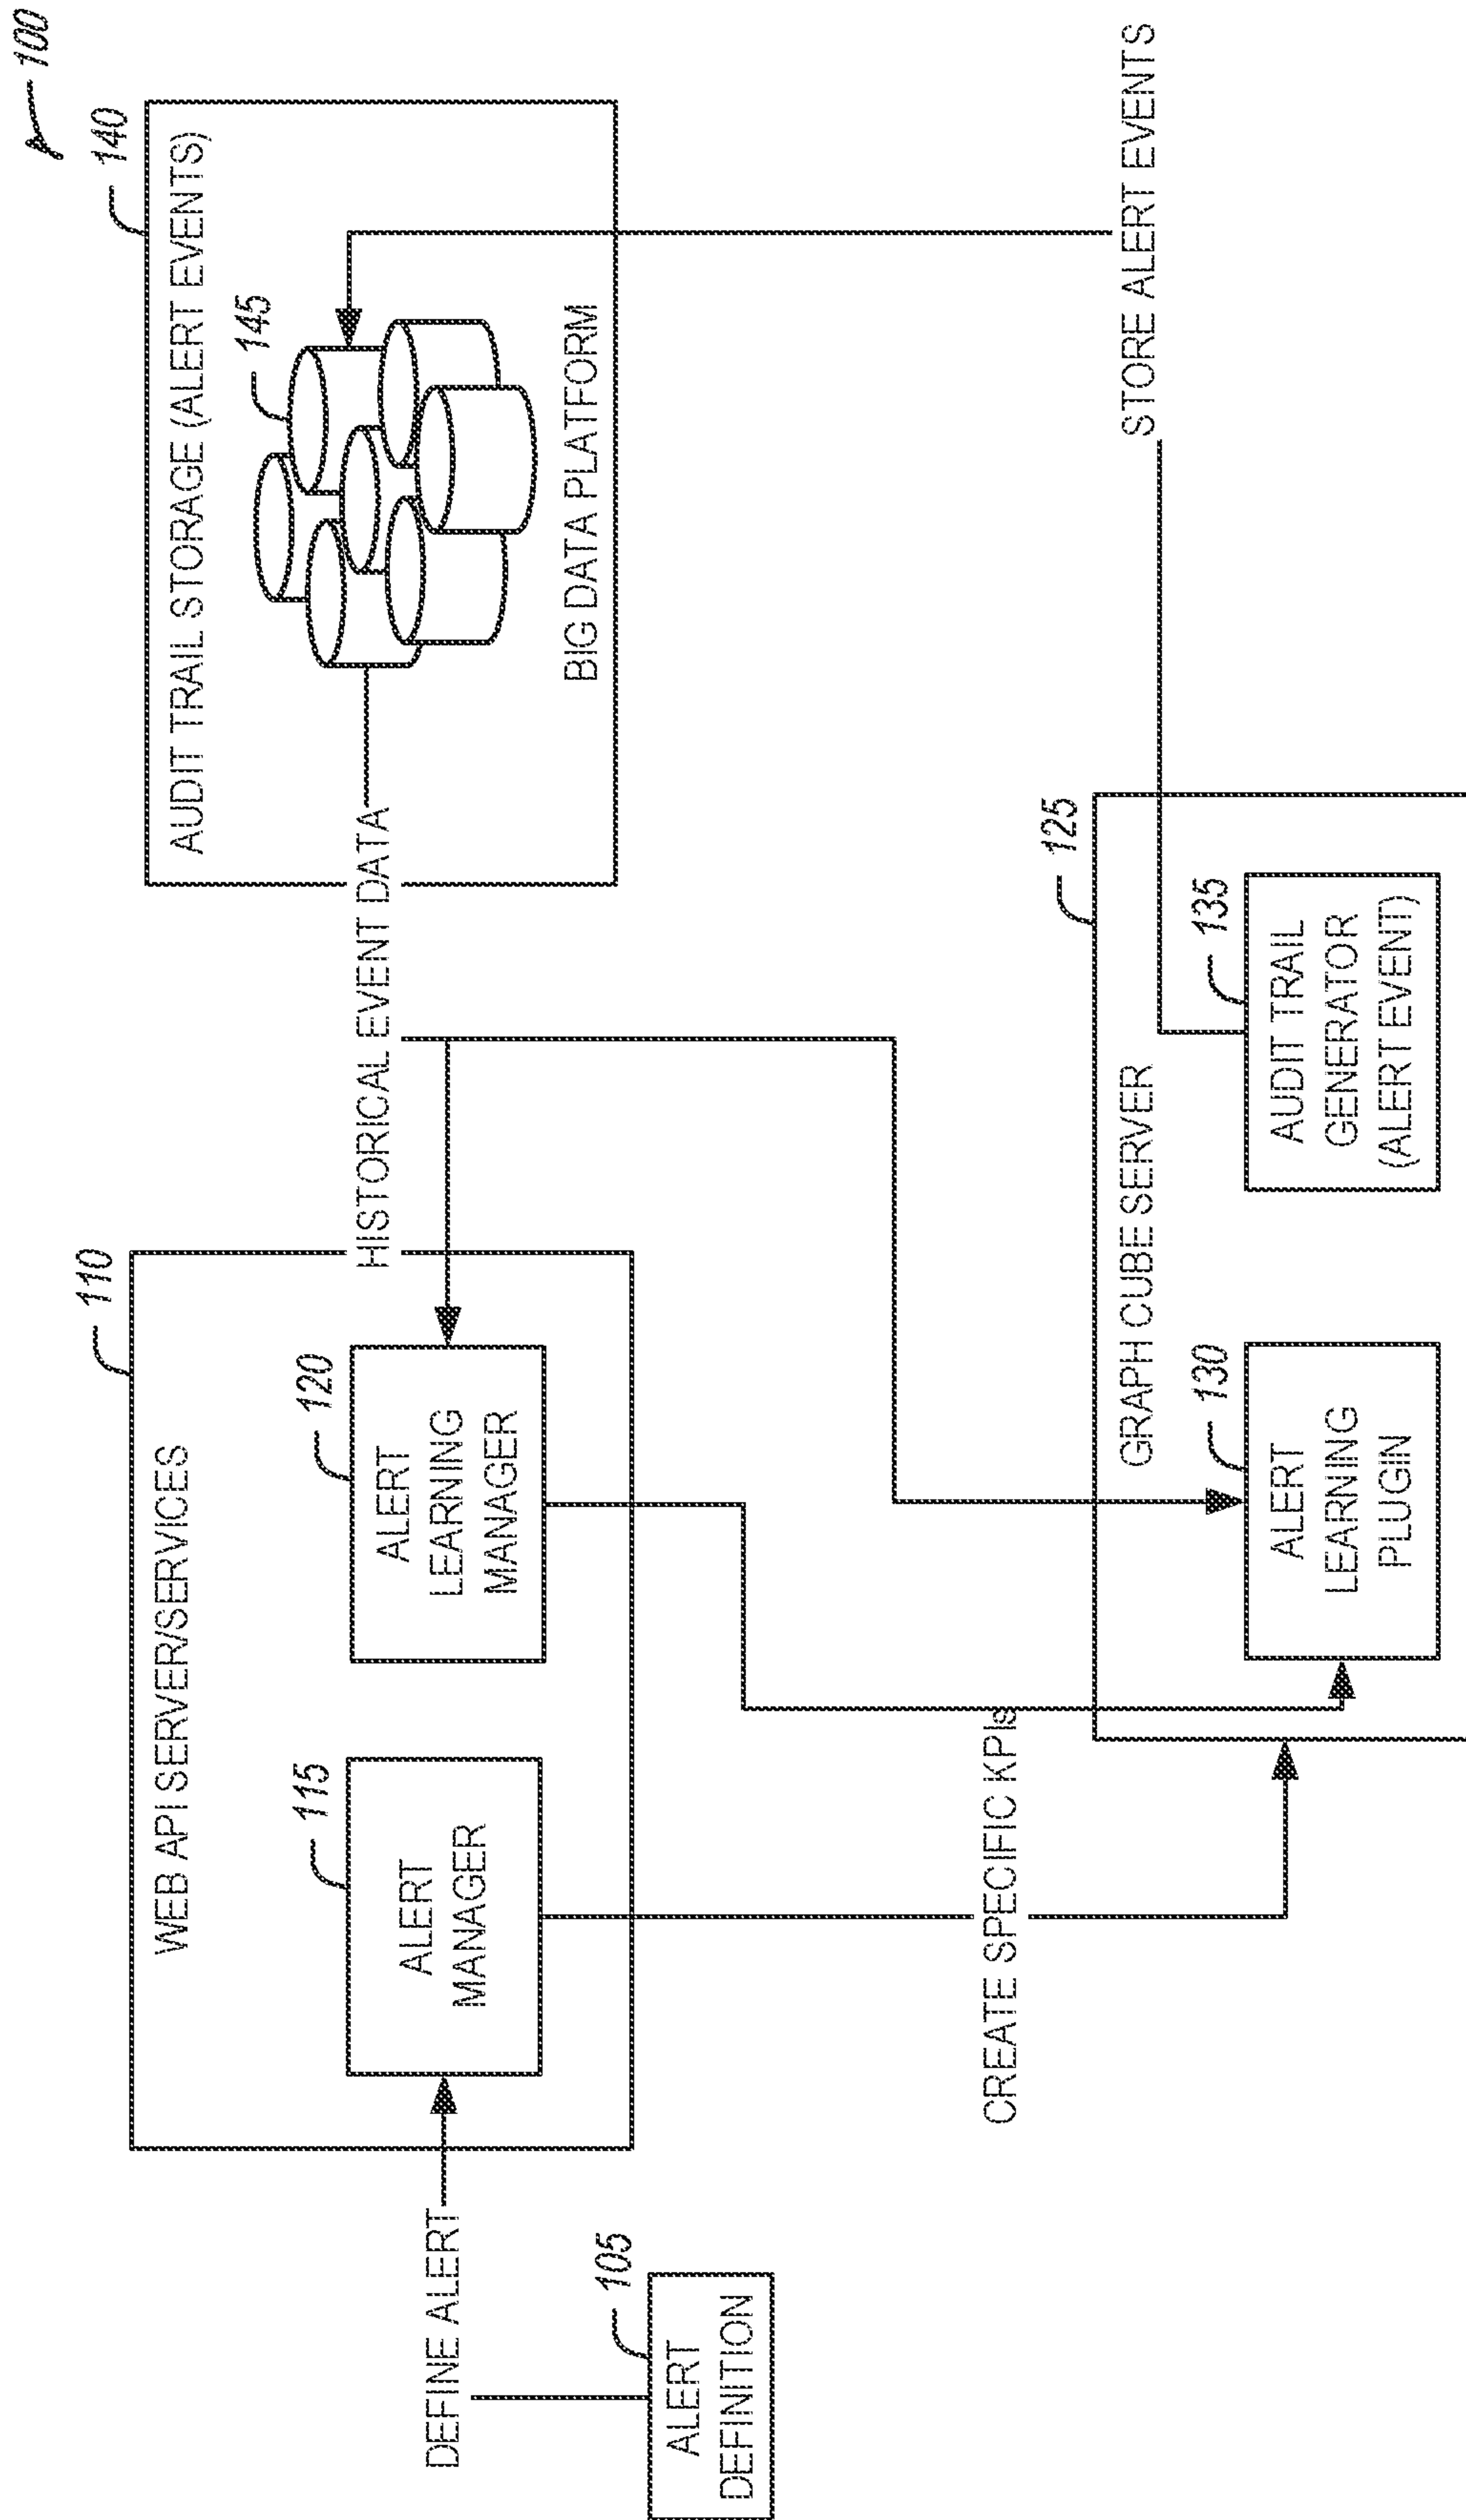 100
140
AUDIT TRAIL STORAGE (ALERT EVENTS)
145
BIG DATA PLATFORM
110
WEB API SERVER/SERVICES
115
ALERT
MANAGER
120
ALERT
LEARNING
MANAGER
HISTORICAL EVENT DATA
DEFINE ALERT
105
ALERT
DEFINITION
CREATE SPECIFIC KPIs
STORE ALERT EVENTS
125
GRAPH CUBE SERVER
130
ALERT
LEARNING
PLUGIN
135
AUDIT TRAIL
GENERATOR
(ALERT EVENT)